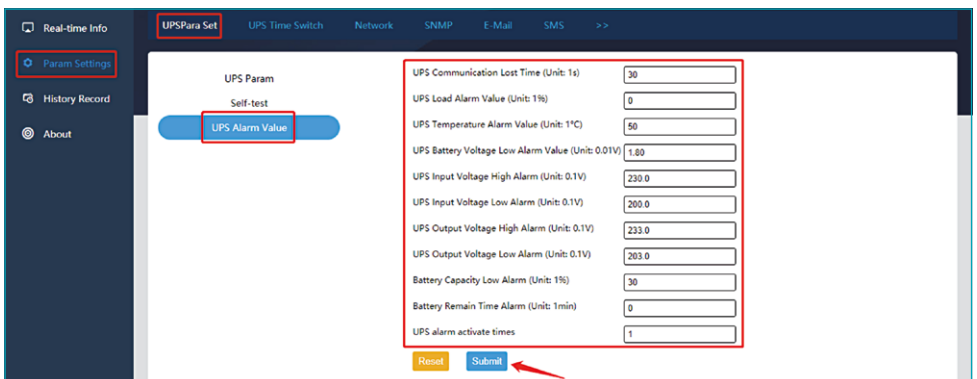 Real-time Info
Param Settings
History Record
About
UPSPara Set UPS Time Switch Network SNMP E-Mail SMS >>
UPS Param
Self-test
UPS Alarm Value
UPS Communication Lost Time (Unit: 1s) 30
UPS Load Alarm Value (Unit: 1%) 0
UPS Temperature Alarm Value (Unit: 1°C) 50
UPS Battery Voltage Low Alarm Value (Unit: 0.01V) 1.80
UPS Input Voltage High Alarm (Unit: 0.1V) 230.0
UPS Input Voltage Low Alarm (Unit: 0.1V) 200.0
UPS Output Voltage High Alarm (Unit: 0.1V) 233.0
UPS Output Voltage Low Alarm (Unit: 0.1V) 203.0
Battery Capacity Low Alarm (Unit: 1%) 30
Battery Remain Time Alarm (Unit: 1min) 0
UPS alarm activate times 1
Reset Submit